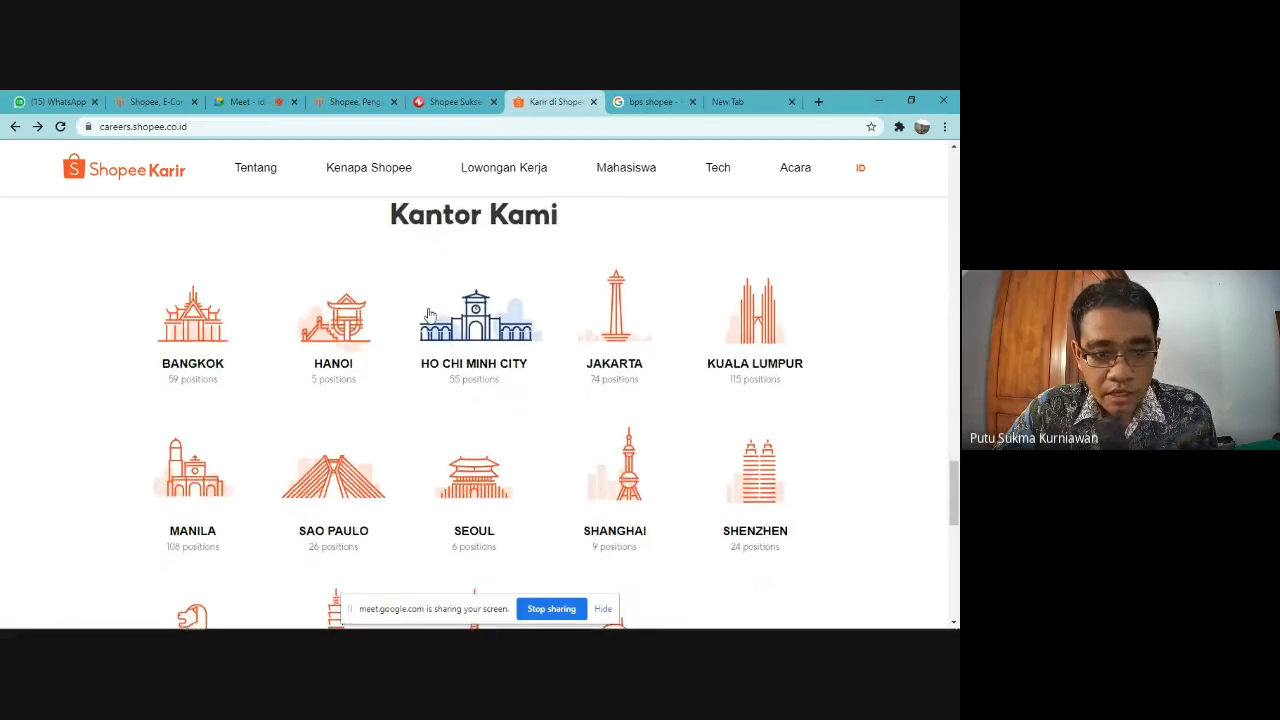 (15) WhatsApp
Shopee, E-Cor
Meet - id
Shopee, Peng
Shopee Sukse
Karir di Shope
bps shopee -
New Tab
careers.shopee.co.id
Shopee Karir
Tentang
Kenapa Shopee
Lowongan Kerja
Mahasiswa
Tech
Acara
ID
Kantor Kami
BANGKOK
59 positions
HANOI
5 positions
HO CHI MINH CITY
55 positions
JAKARTA
74 positions
KUALA LUMPUR
115 positions
MANILA
108 positions
SAO PAULO
26 positions
SEOUL
6 positions
SHANGHAI
9 positions
SHENZHEN
24 positions
meet.google.com is sharing your screen.
Stop sharing
Hide
Putu Sukma Kurniawan